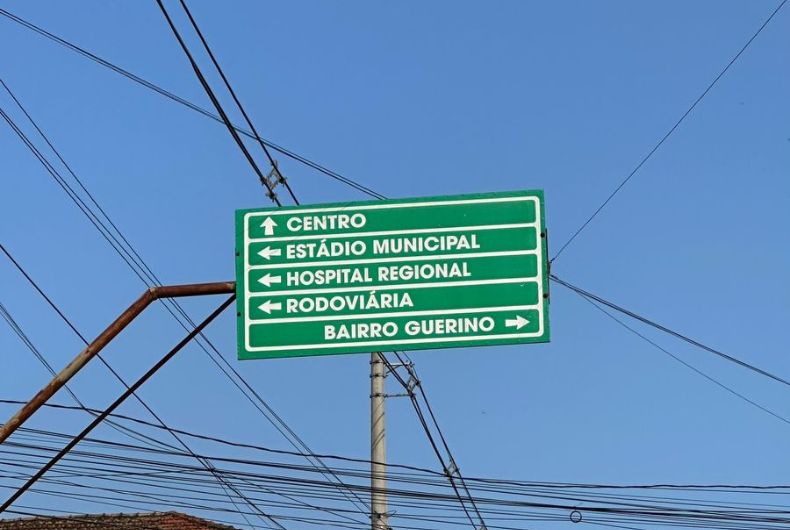 CENTRO
ESTÁDIO MUNICIPAL
HOSPITAL REGIONAL
RODOVIÁRIA
BAIRRO GUERINO